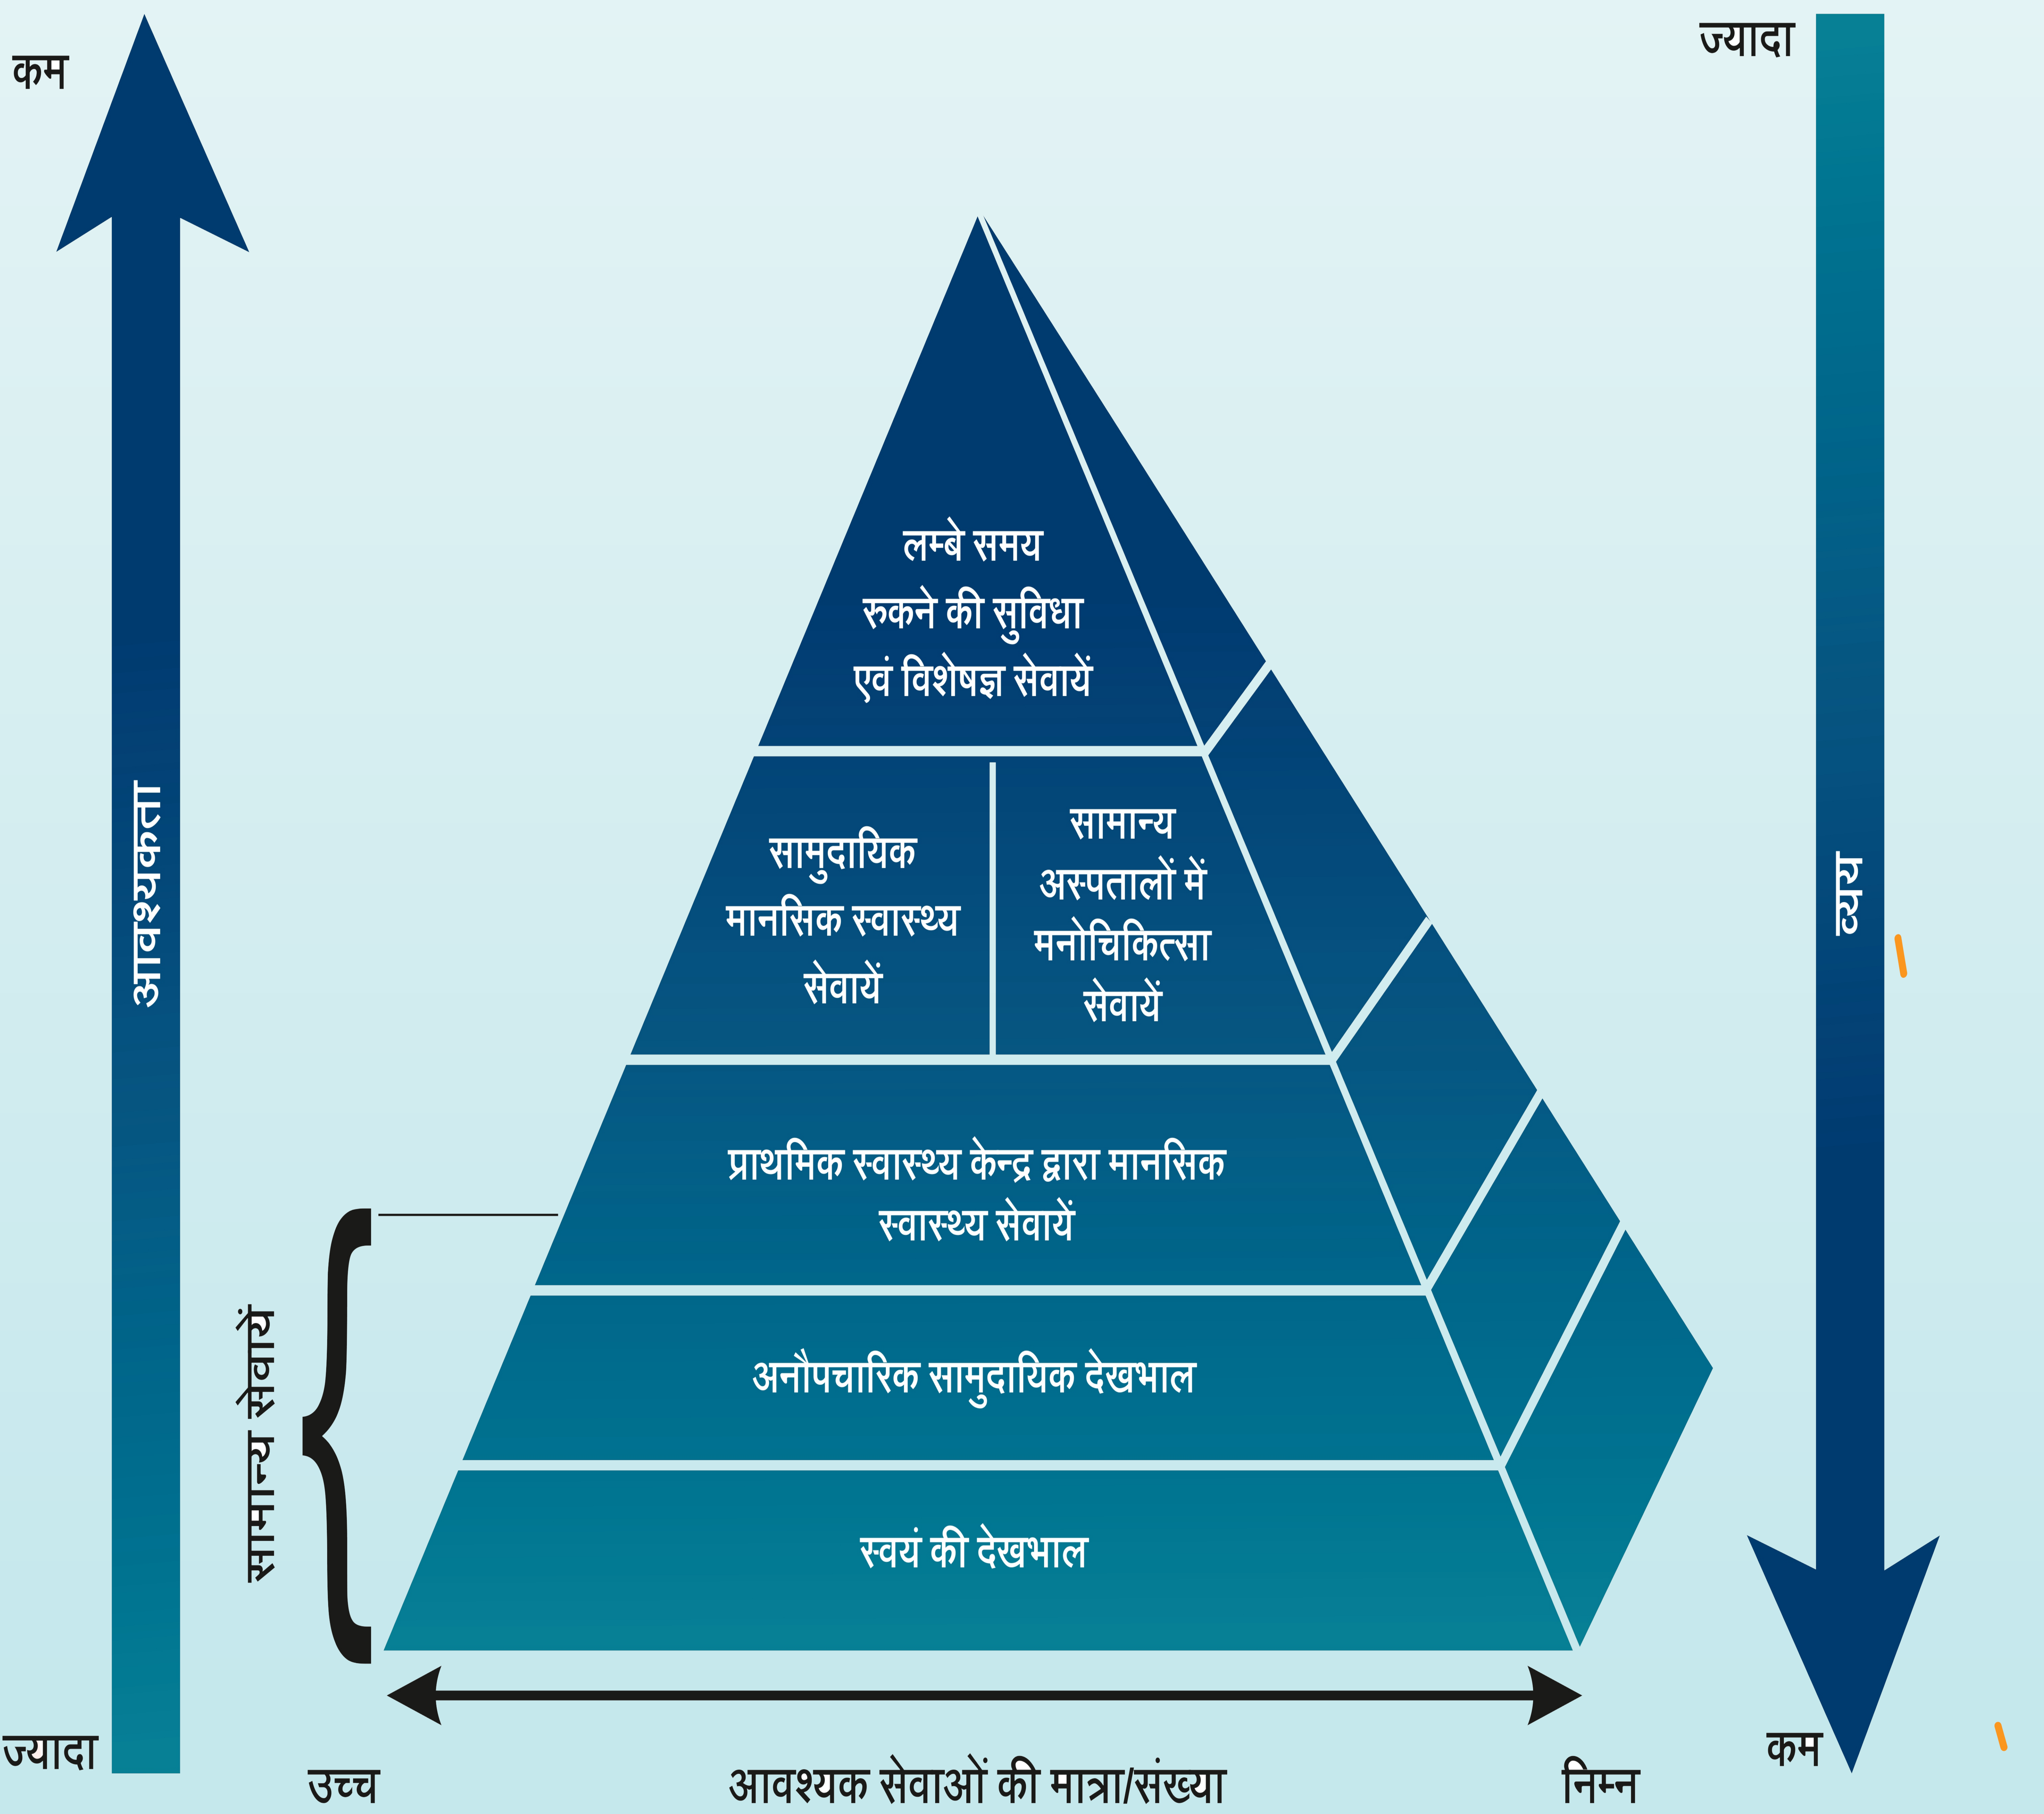 कम
ज्यादा
लम्बे समय
रुकने की सुविधा
एवं विशेषज्ञ सेवायें
सामुदायिक
मानसिक स्वास्थ्य
सेवायें
सामान्य
अस्पतालों में
मनोचिकित्सा
सेवायें
आवश्यकता
व्यय
प्राथमिक स्वास्थ्य केन्द्र द्वारा मानसिक
स्वास्थ्य सेवायें
सामान्य सेवायें
अनौपचारिक सामुदायिक देखभाल
स्वयं की देखभाल
ज्यादा
कम
उच्च
आवश्यक सेवाओं की मात्रा/संख्या
निम्न